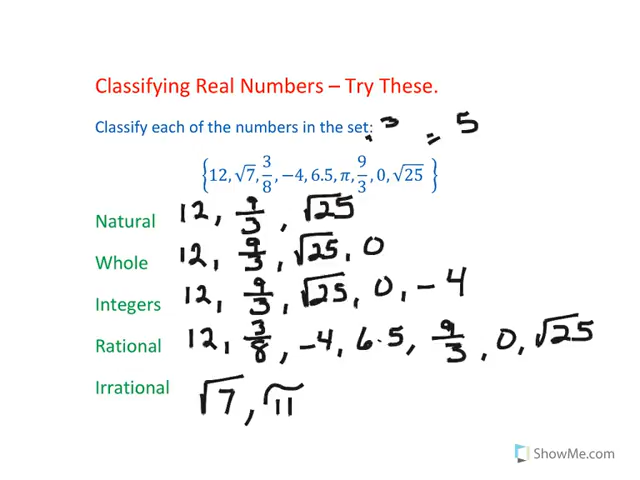 Classifying Real Numbers – Try These.
Classify each of the numbers in the set: 3 = 5
{12, √7, 3/8, −4, 6.5, π, 9/3, 0, √25 }
Natural 12, 9/3, √25
Whole 12, 9/3, √25, 0
Integers 12, 9/3, √25, 0, −4
Rational 12, 3/8, −4, 6.5, 9/3, 0, √25
Irrational √7, π
ShowMe.com